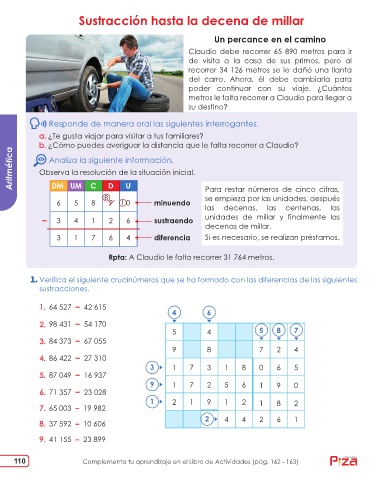 Sustracción hasta la decena de millar
Un percance en el camino
Claudio debe recorrer 65 890 metros para ir
de visita a la casa de sus primos, pero al
recorrer 34 126 metros se le dañó una llanta
del carro. Ahora, él debe cambiarla para
poder continuar con su viaje. ¿Cuántos
metros le falta recorrer a Claudio para llegar a
su destino?
Responde de manera oral las siguientes interrogantes.
a. ¿Te gusta viajar para visitar a tus familiares?
b. ¿Cómo puedes averiguar la distancia que le falta recorrer a Claudio?
Analiza la siguiente información.
Observa la resolución de la situación inicial.
Aritmética
DM UM C D U
8
6 5 8 9 10 minuendo
− 3 4 1 2 6 sustraendo
3 1 7 6 4 diferencia
Para restar números de cinco cifras,
se empieza por las unidades, después
las decenas, las centenas, las
unidades de millar y finalmente las
decenas de millar.
Si es necesario, se realizan préstamos.
Rpta: A Claudio le falta recorrer 31 764 metros.
1. Verifica el siguiente crucinúmeros que se ha formado con las diferencias de las siguientes
sustracciones.
1. 64 527 − 42 615
2. 98 431 − 54 170
3. 84 373 − 67 055
4. 86 422 − 27 310
5. 87 049 − 16 937
6. 71 357 − 23 028
7. 65 003 − 19 982
8. 37 592 − 10 606
9. 41 155 − 23 899
4 6
5 4 5 8 7
9 8 7 2 4
3 1 7 3 1 8 0 6 5
9 1 7 2 5 6 1 9 0
1 2 1 9 1 2 1 8 2
2 4 4 2 6 1
110
Complementa tu aprendizaje en el Libro de Actividades (pág. 162 - 163)
Piza